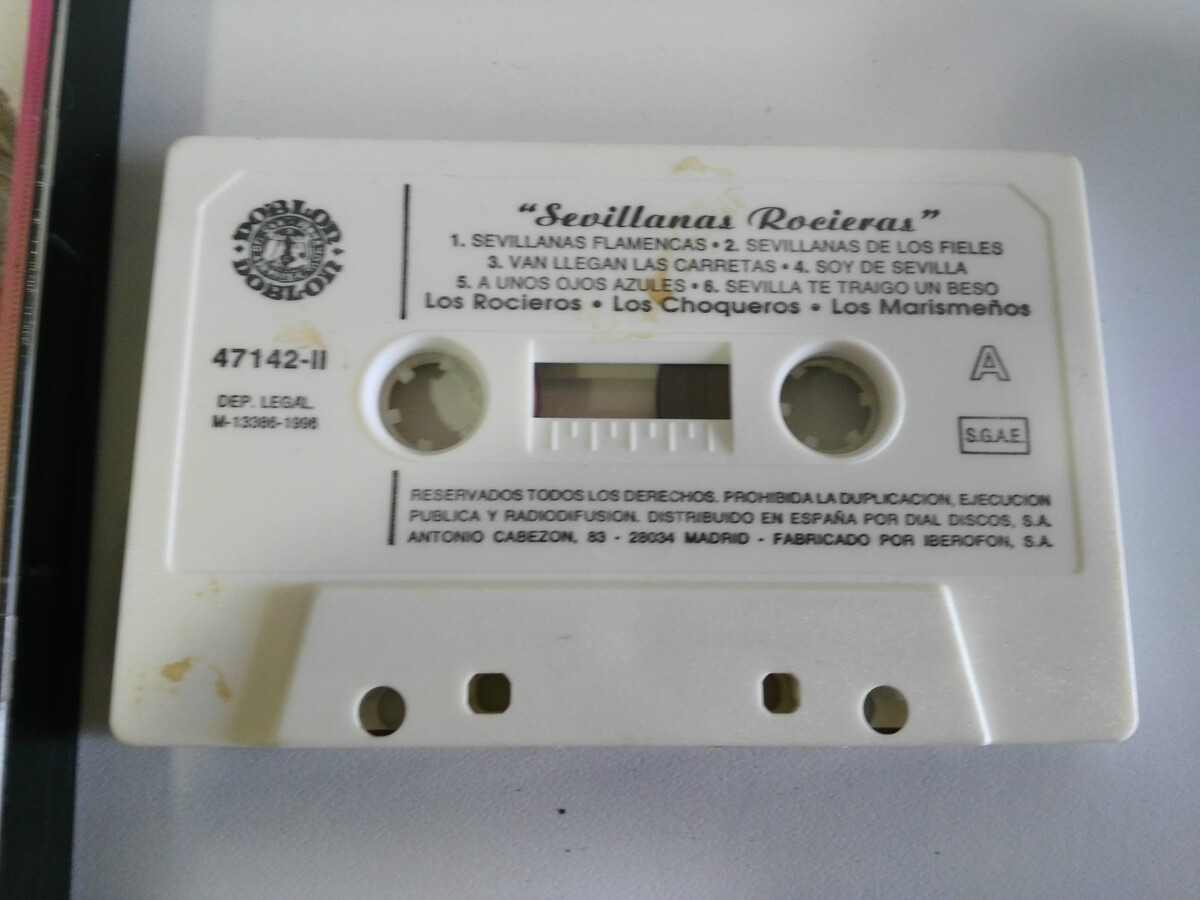 DOBLON
DOBLON
"Sevillanas Rocieras"
1. SEVILLANAS FLAMENCAS • 2. SEVILLANAS DE LOS FIELES
3. VAN LLEGAN LAS CARRETAS • 4. SOY DE SEVILLA
5. A UNOS OJOS AZULES • 6. SEVILLA TE TRAIGO UN BESO
Los Rocieros • Los Choqueros • Los Marismeños
47142-II
DEP. LEGAL.
M-13386-1996
A
S.G.A.E.
RESERVADOS TODOS LOS DERECHOS. PROHIBIDA LA DUPLICACION, EJECUCION
PUBLICA Y RADIODIFUSION. DISTRIBUIDO EN ESPAÑA POR DIAL DISCOS, S.A.
ANTONIO CABEZON, 83 - 28034 MADRID - FABRICADO POR IBEROFON, S.A.